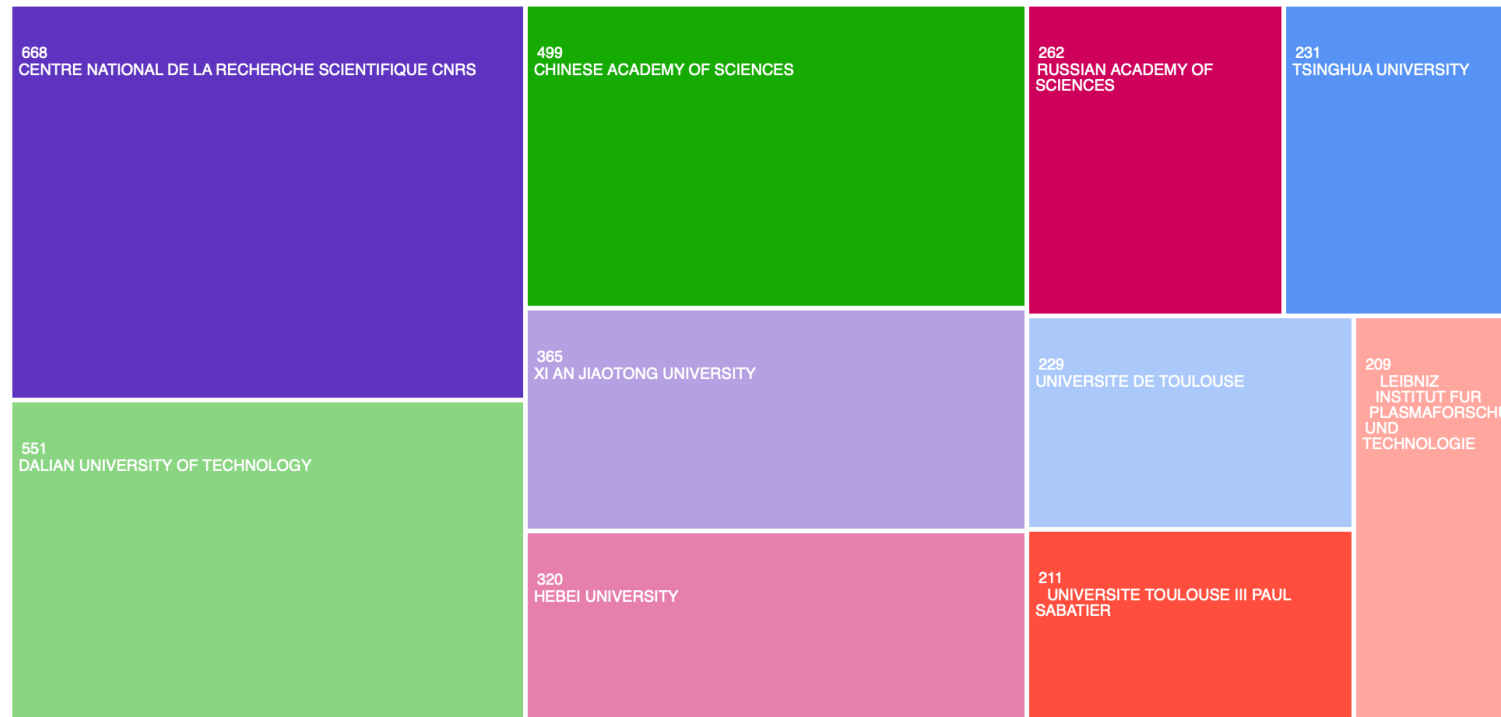 668
CENTRE NATIONAL DE LA RECHERCHE SCIENTIFIQUE CNRS
551
DALIAN UNIVERSITY OF TECHNOLOGY
499
CHINESE ACADEMY OF SCIENCES
365
XI AN JIAOTONG UNIVERSITY
320
HEBEI UNIVERSITY
262
RUSSIAN ACADEMY OF
SCIENCES
231
TSINGHUA UNIVERSITY
229
UNIVERSITE DE TOULOUSE
211
UNIVERSITE TOULOUSE III PAUL
SABATIER
209
LEIBNIZ
INSTITUT FUR
PLASMAFORSCHU
UND
TECHNOLOGIE